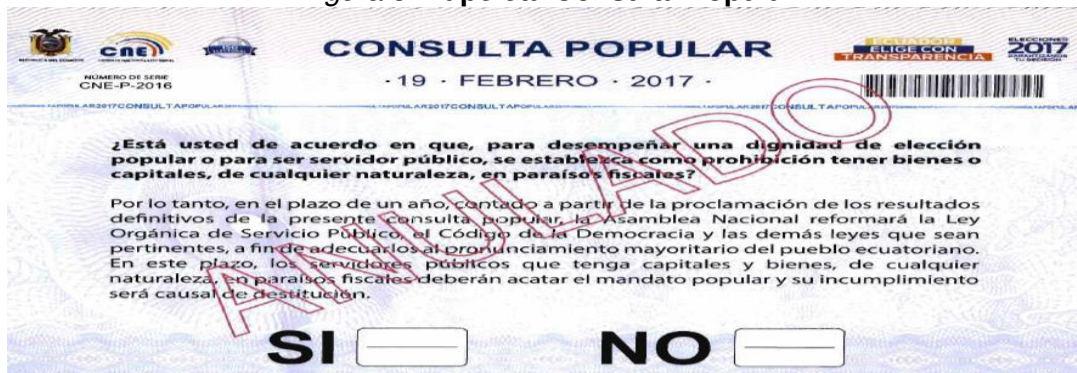 CONSULTA POPULAR
cne
ECUADOR
ELIGE CON
TRANSPARENCIA
ELECCIONES
2017
GARANTIZAMOS
TU DECISIÓN
NÚMERO DE SERIE
CNE-P-2016
· 19 · FEBRERO · 2017 ·
¿Está usted de acuerdo en que, para desempeñar una dignidad de elección
popular o para ser servidor público, se establezca como prohibición tener bienes o
capitales, de cualquier naturaleza, en paraísos fiscales?
Por lo tanto, en el plazo de un año, contado a partir de la proclamación de los resultados
definitivos de la presente consulta popular, la Asamblea Nacional reformará la Ley
Orgánica de Servicio Público, el Código de la Democracia y las demás leyes que sean
pertinentes, a fin de adecuarlos al pronunciamiento mayoritario del pueblo ecuatoriano.
En este plazo, los servidores públicos que tenga capitales y bienes, de cualquier
naturaleza, en paraísos fiscales deberán acatar el mandato popular y su incumplimiento
será causal de destitución.
ANULADO
SI
NO